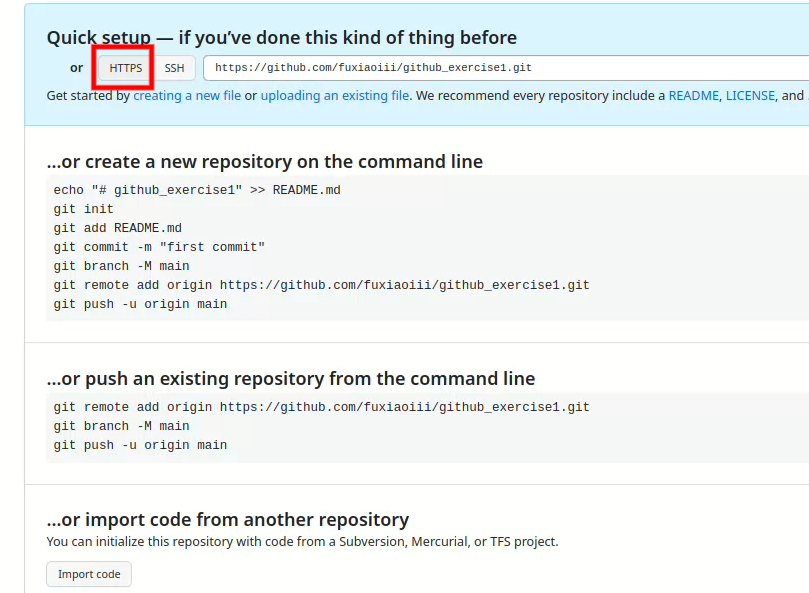 Quick setup — if you’ve done this kind of thing before
or HTTPS SSH https://github.com/fuxiaoiii/github_exercise1.git
Get started by creating a new file or uploading an existing file. We recommend every repository include a README, LICENSE, and
...or create a new repository on the command line
echo "# github_exercise1" >> README.md
git init
git add README.md
git commit -m "first commit"
git branch -M main
git remote add origin https://github.com/fuxiaoiii/github_exercise1.git
git push -u origin main
...or push an existing repository from the command line
git remote add origin https://github.com/fuxiaoiii/github_exercise1.git
git branch -M main
git push -u origin main
...or import code from another repository
You can initialize this repository with code from a Subversion, Mercurial, or TFS project.
Import code